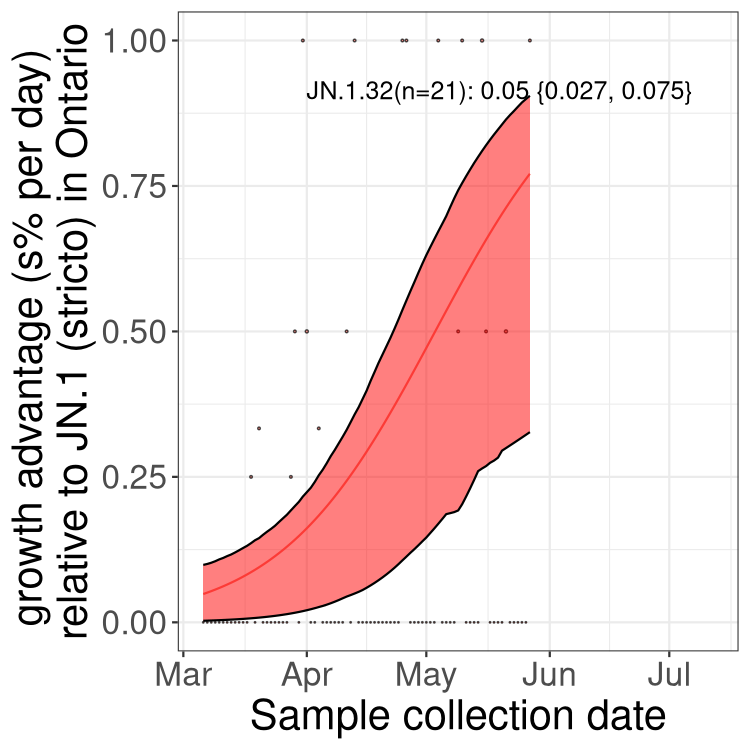 growth advantage (s% per day)
relative to JN.1 (stricto) in Ontario
1.00
0.75
0.50
0.25
0.00
JN.1.32(n=21): 0.05 {0.027, 0.075}
Mar Apr May Jun Jul
Sample collection date